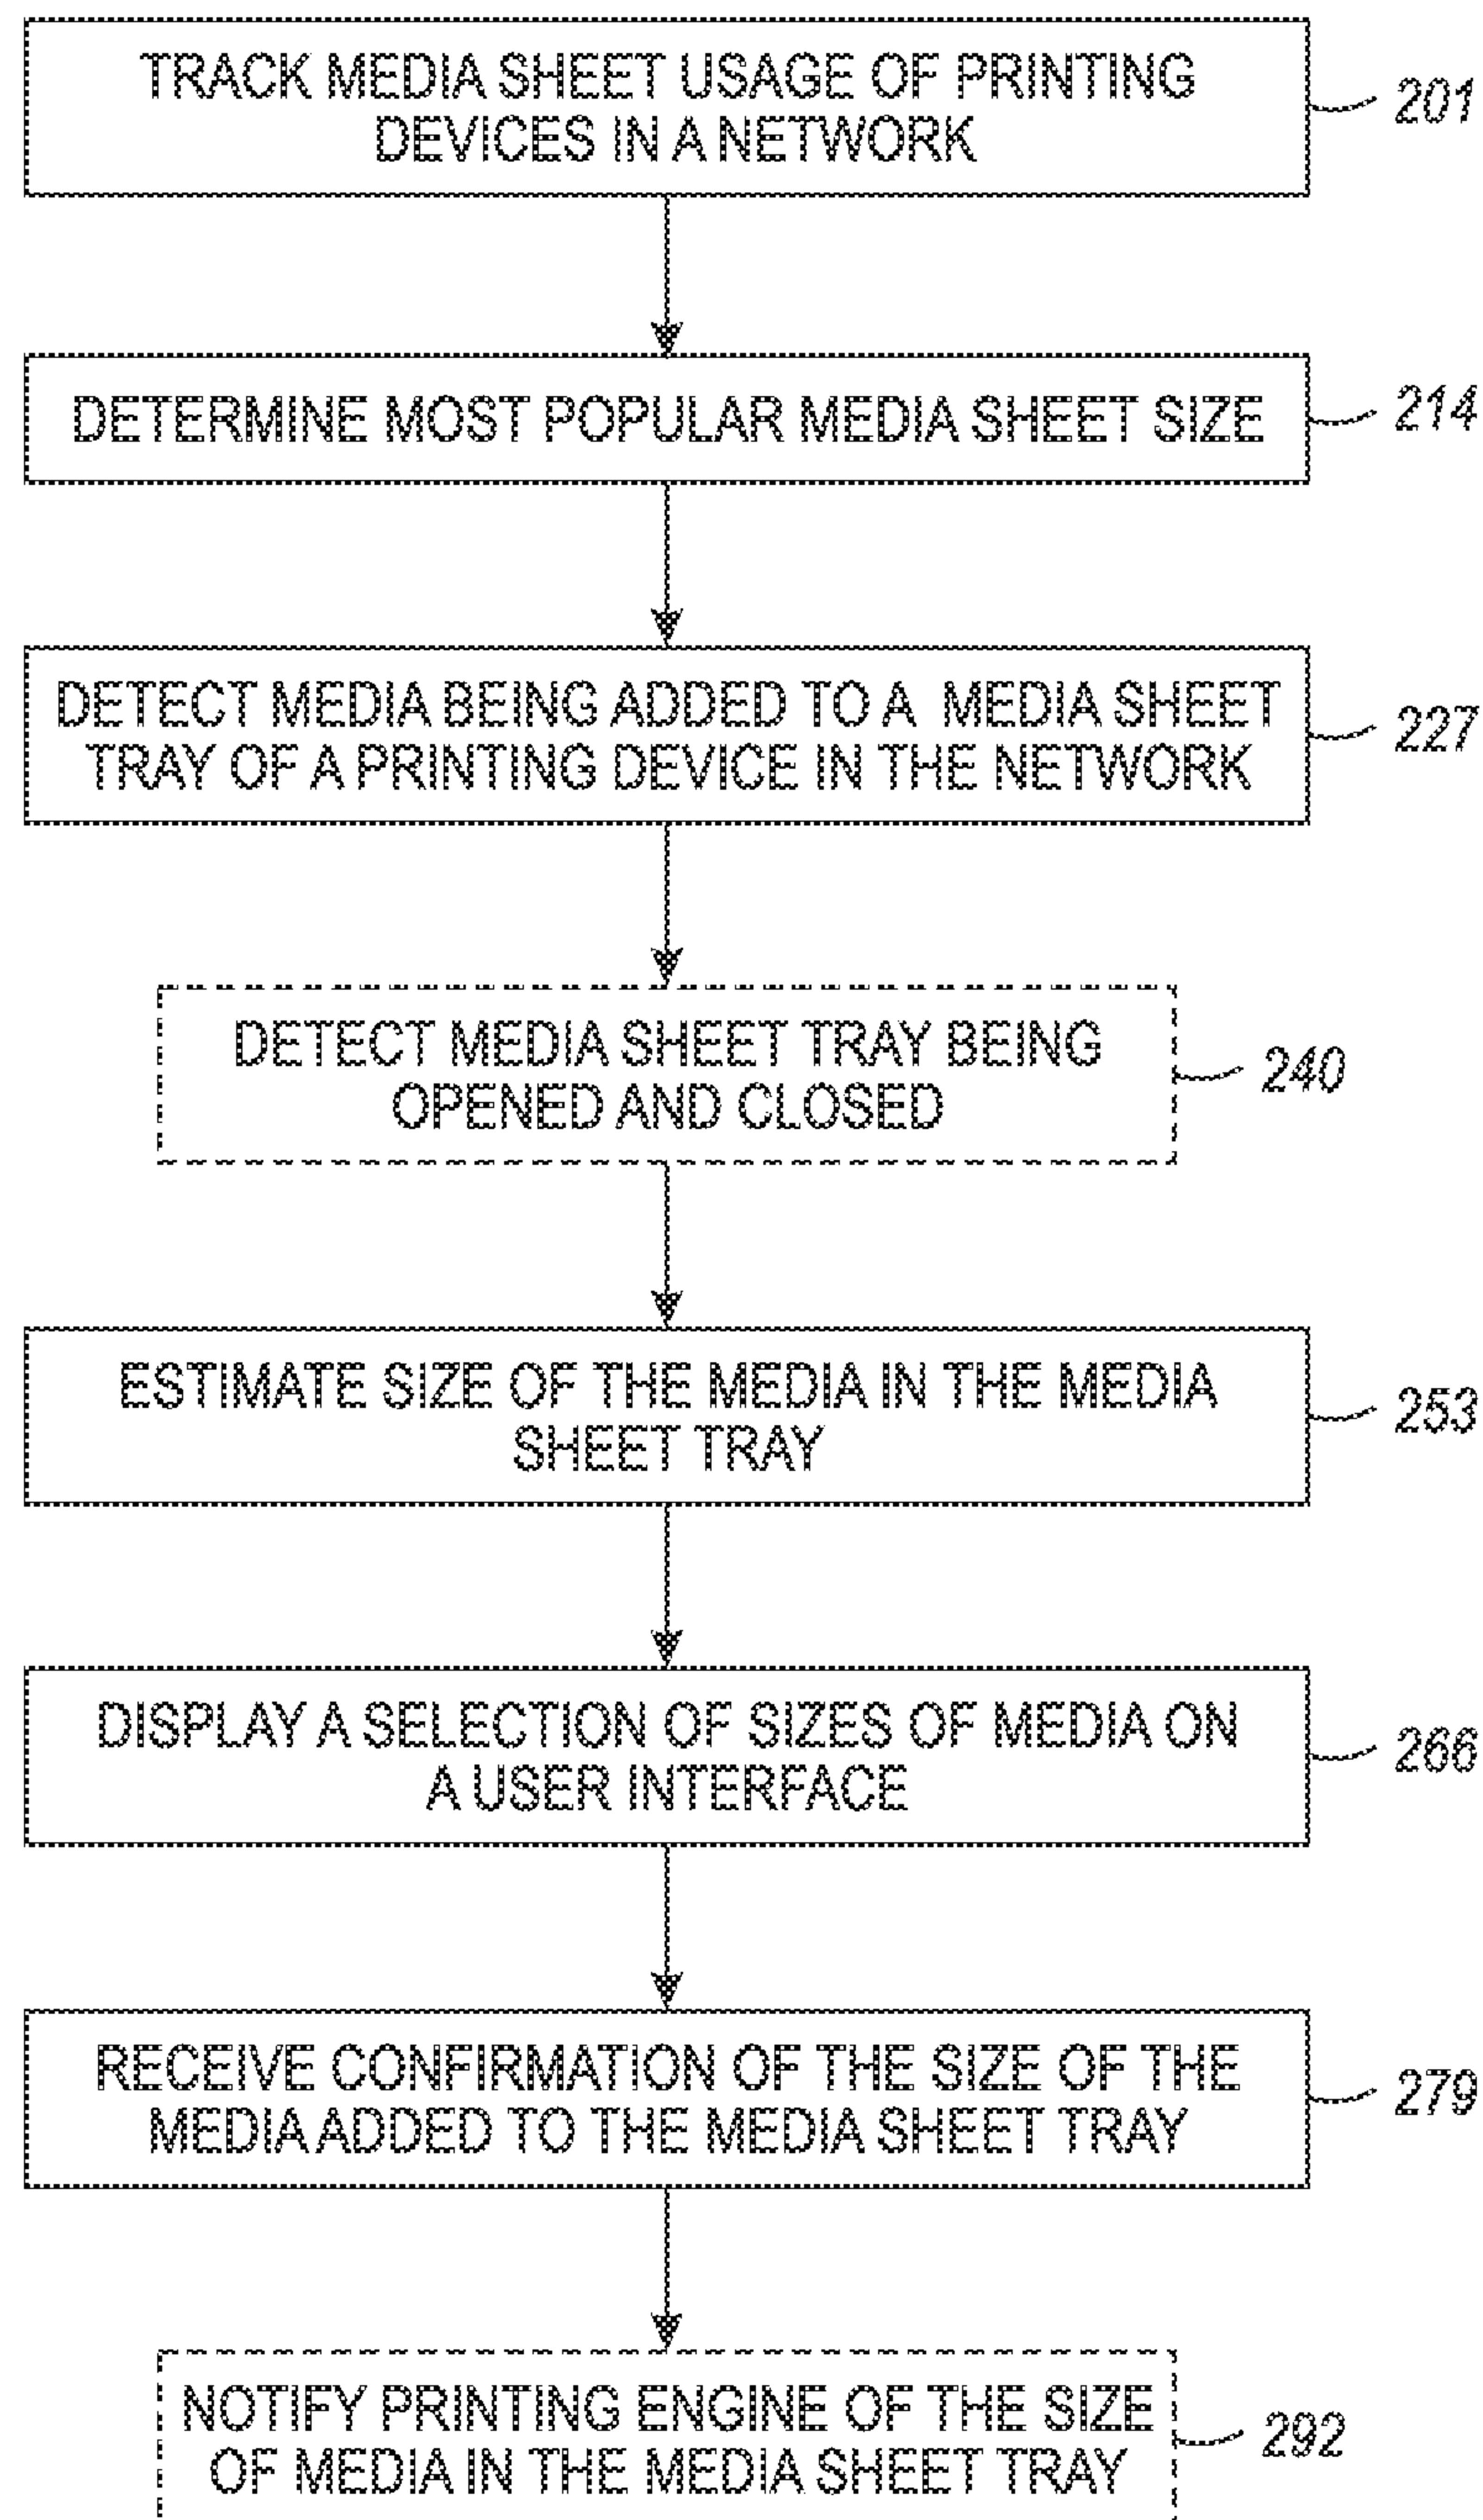 TRACK MEDIA SHEET USAGE OF PRINTING
DEVICES IN A NETWORK
201
DETERMINE MOST POPULAR MEDIA SHEET SIZE
214
DETECT MEDIA BEING ADDED TO A MEDIA SHEET
TRAY OF A PRINTING DEVICE IN THE NETWORK
227
DETECT MEDIA SHEET TRAY BEING
OPENED AND CLOSED
240
ESTIMATE SIZE OF THE MEDIA IN THE MEDIA
SHEET TRAY
253
DISPLAY A SELECTION OF SIZES OF MEDIA ON
A USER INTERFACE
266
RECEIVE CONFIRMATION OF THE SIZE OF THE
MEDIA ADDED TO THE MEDIA SHEET TRAY
279
NOTIFY PRINTING ENGINE OF THE SIZE
OF MEDIA IN THE MEDIA SHEET TRAY
292